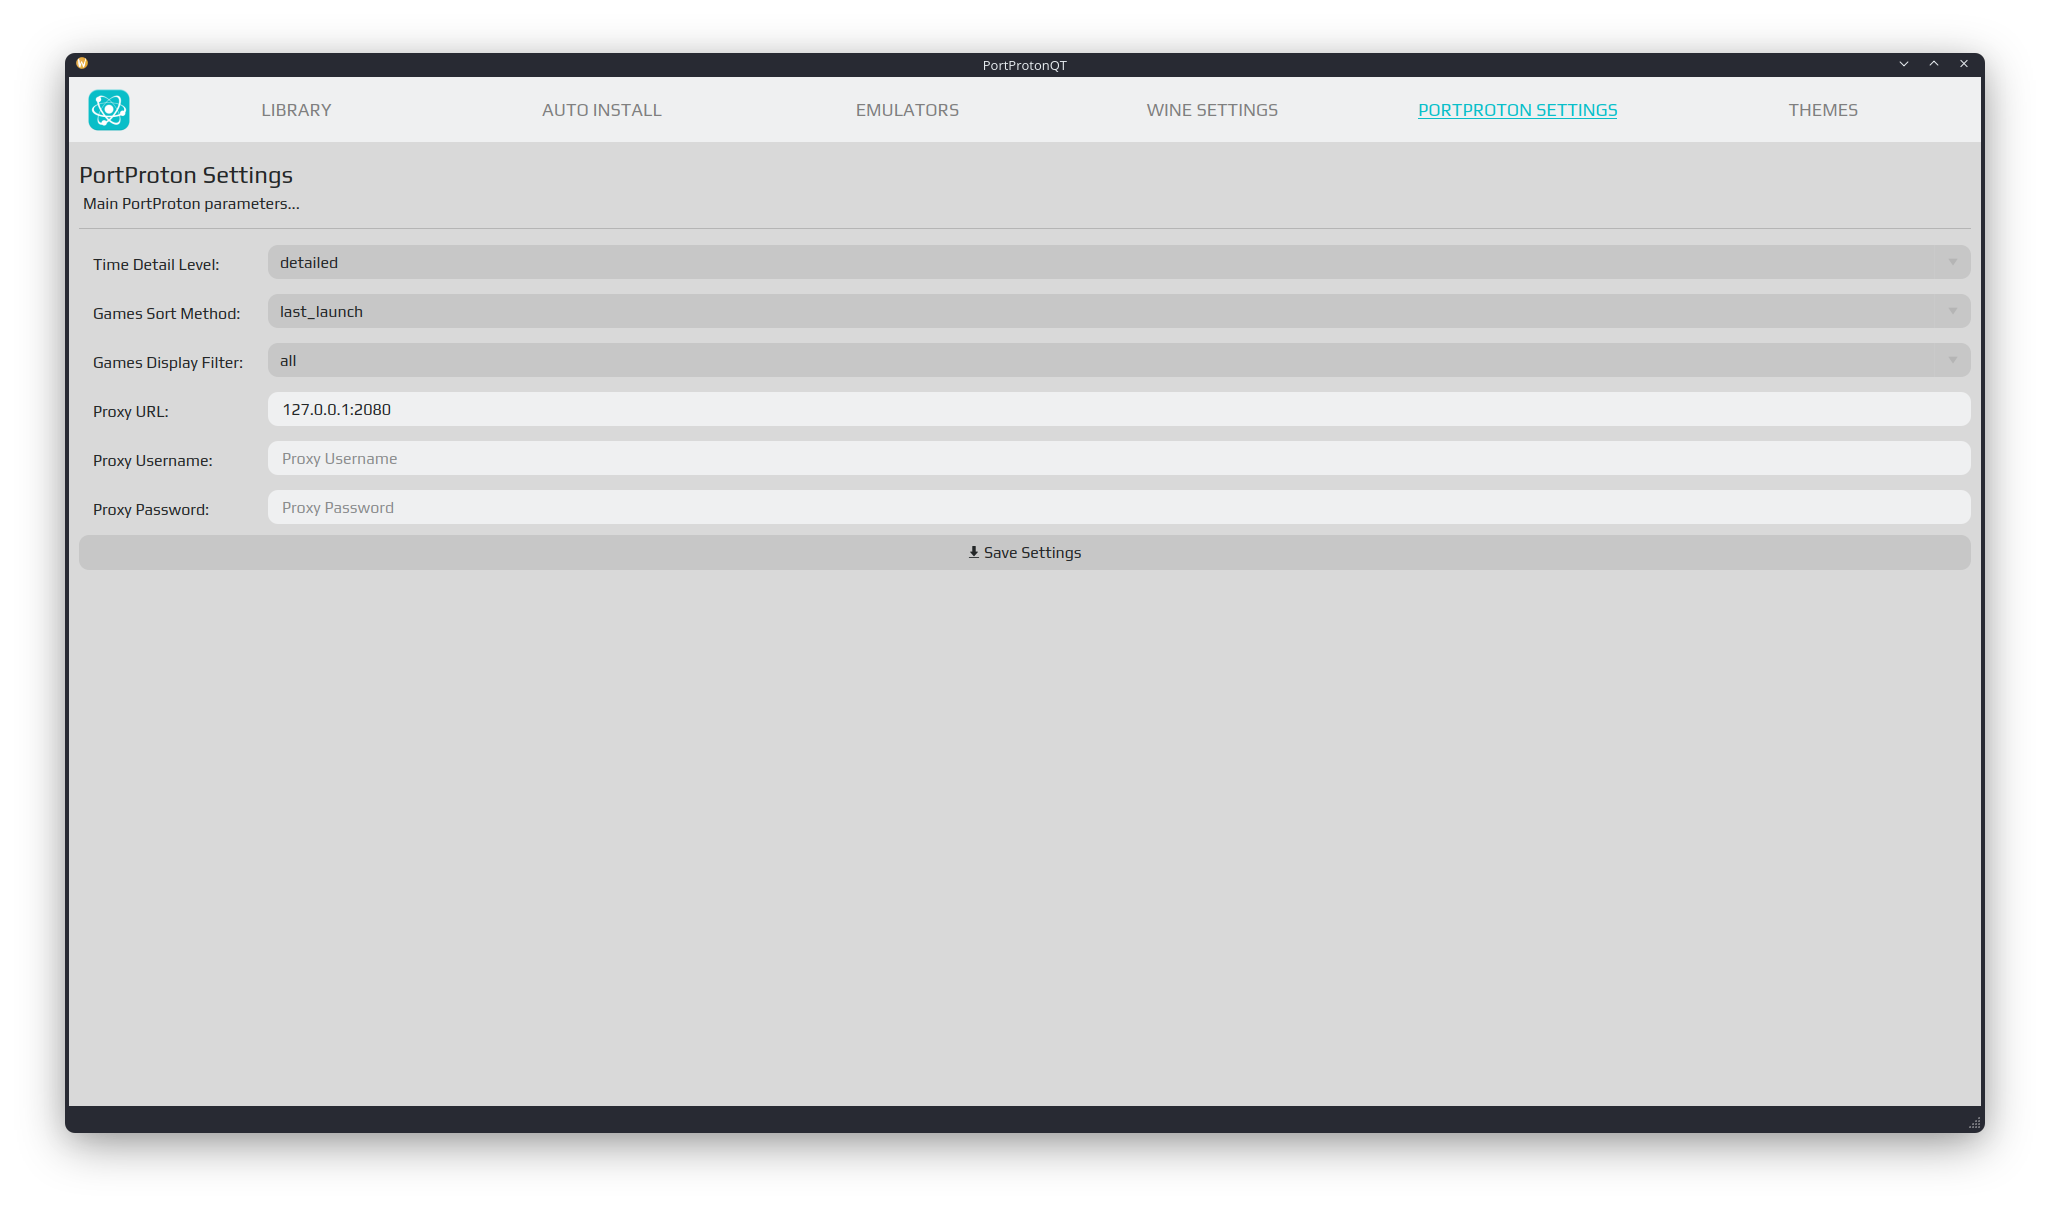 PortProtonQT
LIBRARY AUTO INSTALL EMULATORS WINE SETTINGS PORTPROTON SETTINGS THEMES
PortProton Settings
Main PortProton parameters...
Time Detail Level: detailed
Games Sort Method: last_launch
Games Display Filter: all
Proxy URL: 127.0.0.1:2080
Proxy Username: Proxy Username
Proxy Password: Proxy Password
Save Settings